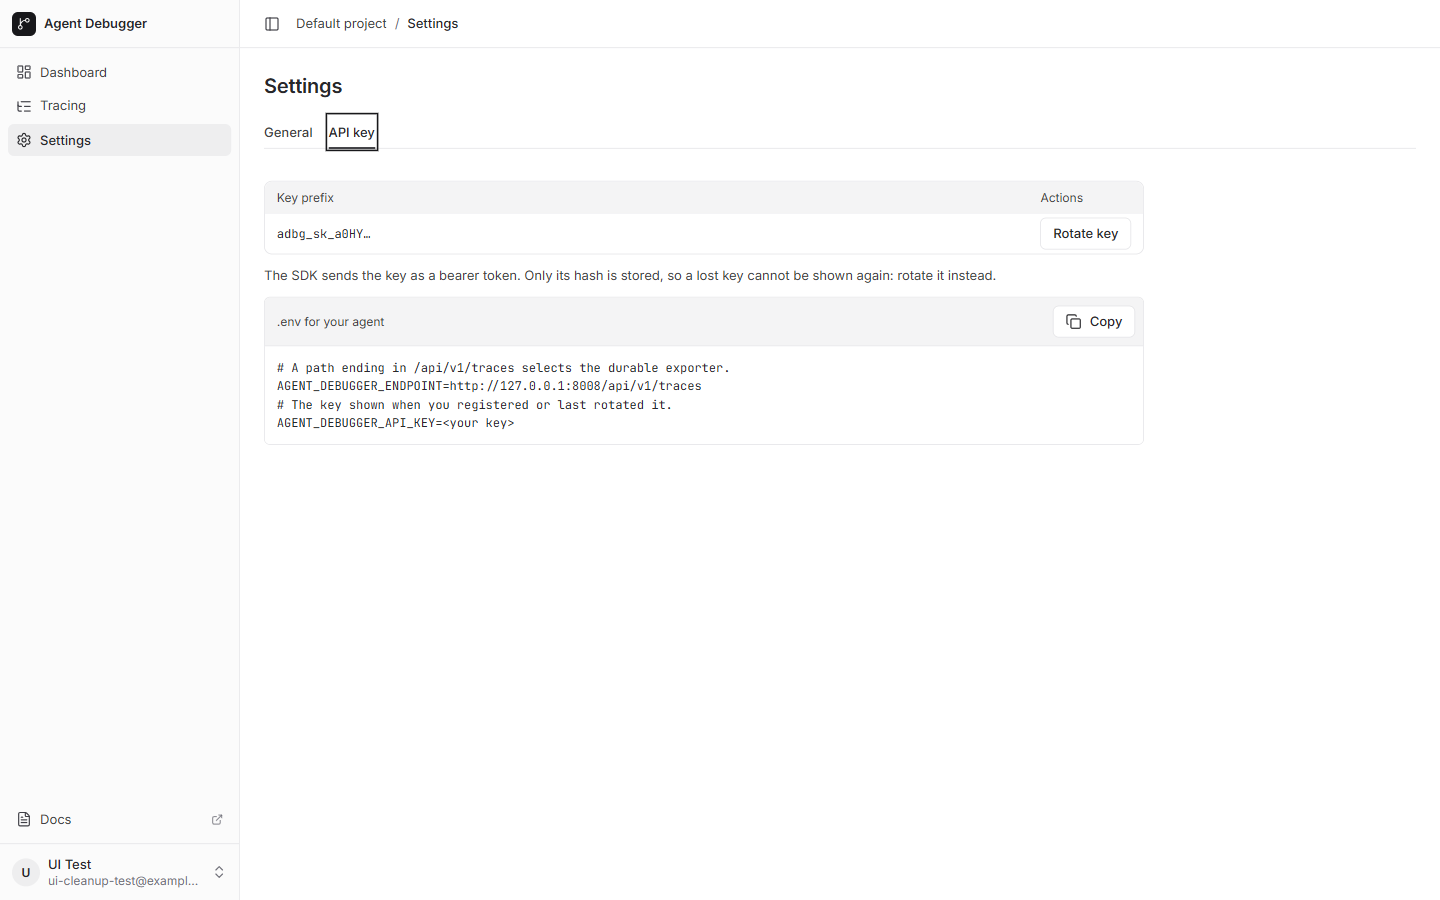 Agent Debugger
Default project / Settings
Dashboard
Tracing
Settings
Settings
General
API key
Key prefix
Actions
adbg_sk_a0HY…
Rotate key
The SDK sends the key as a bearer token. Only its hash is stored, so a lost key cannot be shown again: rotate it instead.
.env for your agent
Copy
# A path ending in /api/v1/traces selects the durable exporter.
AGENT_DEBUGGER_ENDPOINT=http://127.0.0.1:8008/api/v1/traces
# The key shown when you registered or last rotated it.
AGENT_DEBUGGER_API_KEY=<your key>
Docs
U
UI Test
ui-cleanup-test@exampl...